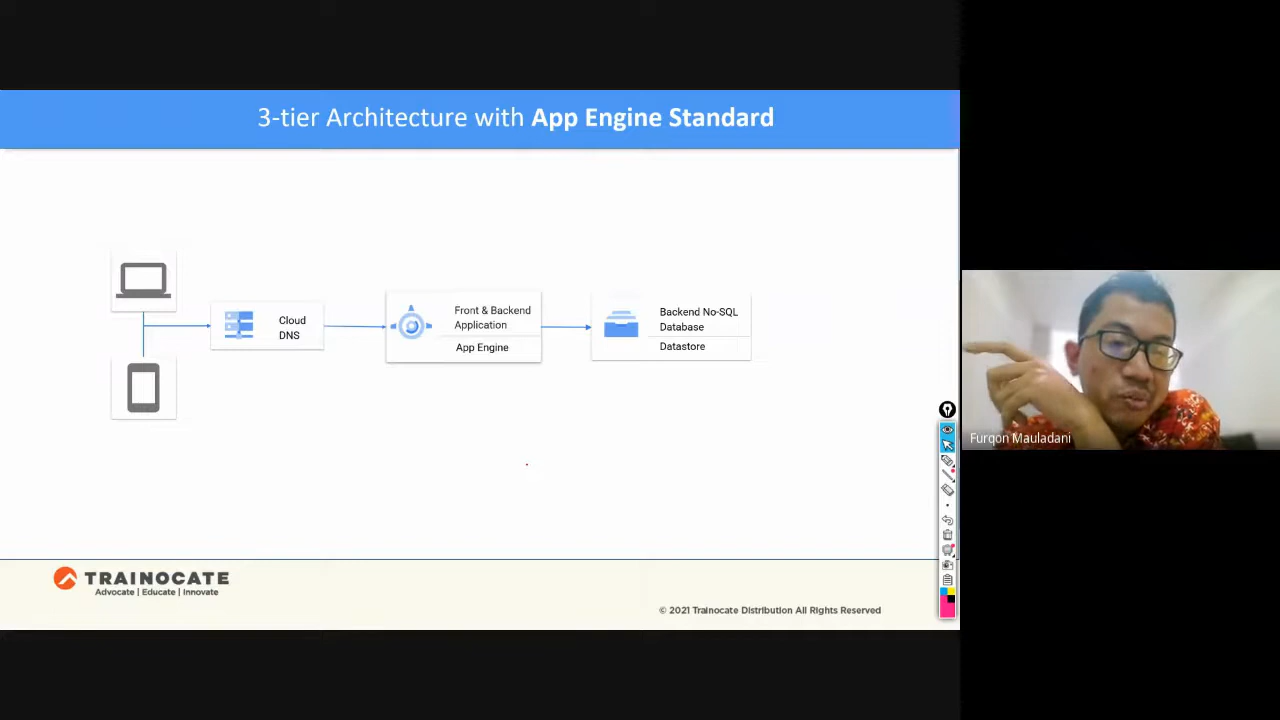 3-tier Architecture with App Engine Standard
Cloud
DNS
Front & Backend
Application
App Engine
Backend No-SQL
Database
Datastore
Furqon Mauladani
TRAINOCATE
Advocate | Educate | Innovate
© 2021 Trainocate Distribution All Rights Reserved